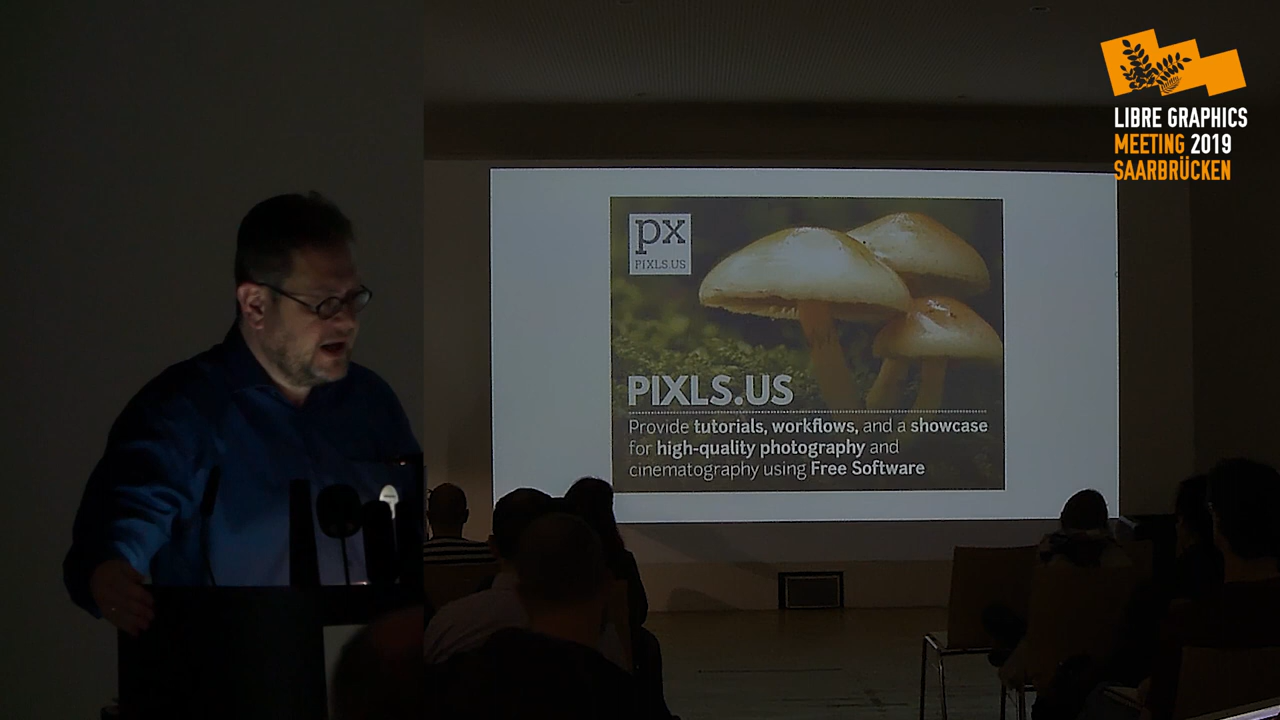 LIBRE GRAPHICS
MEETING 2019
SAARBRÜCKEN
px
PIXLS.US
PIXLS.US
Provide tutorials, workflows, and a showcase
for high-quality photography and
cinematography using Free Software